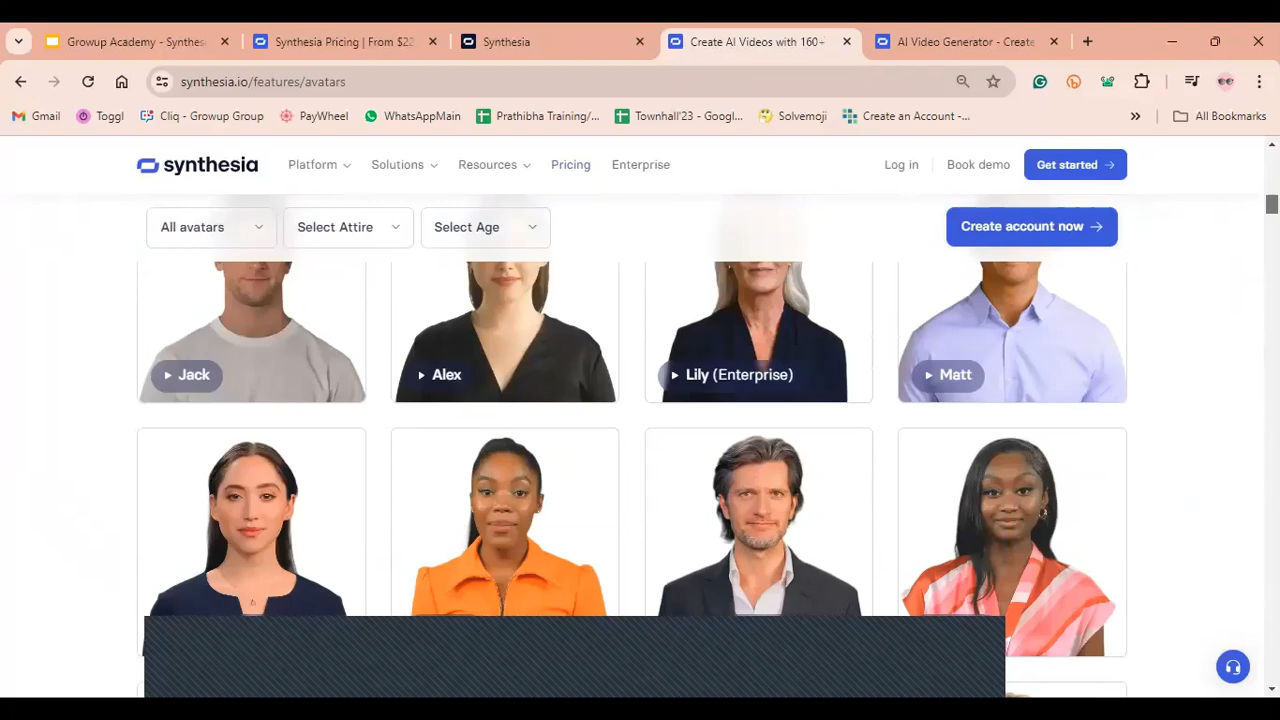 Growup Academy - Synthes
Synthesia Pricing | From $22
Synthesia
Create AI Videos with 160+
AI Video Generator - Create
synthesia.io/features/avatars
Gmail
Toggl
Cliq - Growup Group
PayWheel
WhatsAppMain
Prathibha Training/...
Townhall'23 - Googl...
Solvemoji
Create an Account -...
All Bookmarks
synthesia
Platform
Solutions
Resources
Pricing
Enterprise
Log in
Book demo
Get started
All avatars
Select Attire
Select Age
Create account now
Jack
Alex
Lily (Enterprise)
Matt